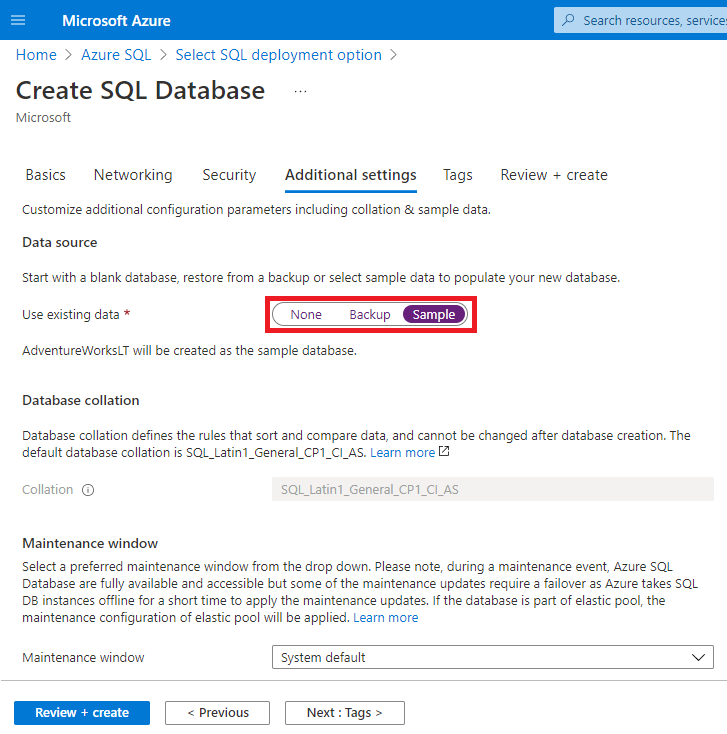 Microsoft Azure
Search resources, service
Home > Azure SQL > Select SQL deployment option >
Create SQL Database ...
Microsoft
Basics Networking Security Additional settings Tags Review + create
Customize additional configuration parameters including collation & sample data.
Data source
Start with a blank database, restore from a backup or select sample data to populate your new database.
Use existing data *
None Backup Sample
AdventureWorksLT will be created as the sample database.
Database collation
Database collation defines the rules that sort and compare data, and cannot be changed after database creation. The
default database collation is SQL_Latin1_General_CP1_CI_AS. Learn more
Collation
SQL_Latin1_General_CP1_CI_AS
Maintenance window
Select a preferred maintenance window from the drop down. Please note, during a maintenance event, Azure SQL
Database are fully available and accessible but some of the maintenance updates require a failover as Azure takes SQL
DB instances offline for a short time to apply the maintenance updates. If the database is part of elastic pool, the
maintenance configuration of elastic pool will be applied. Learn more
Maintenance window
System default
Review + create
< Previous
Next : Tags >